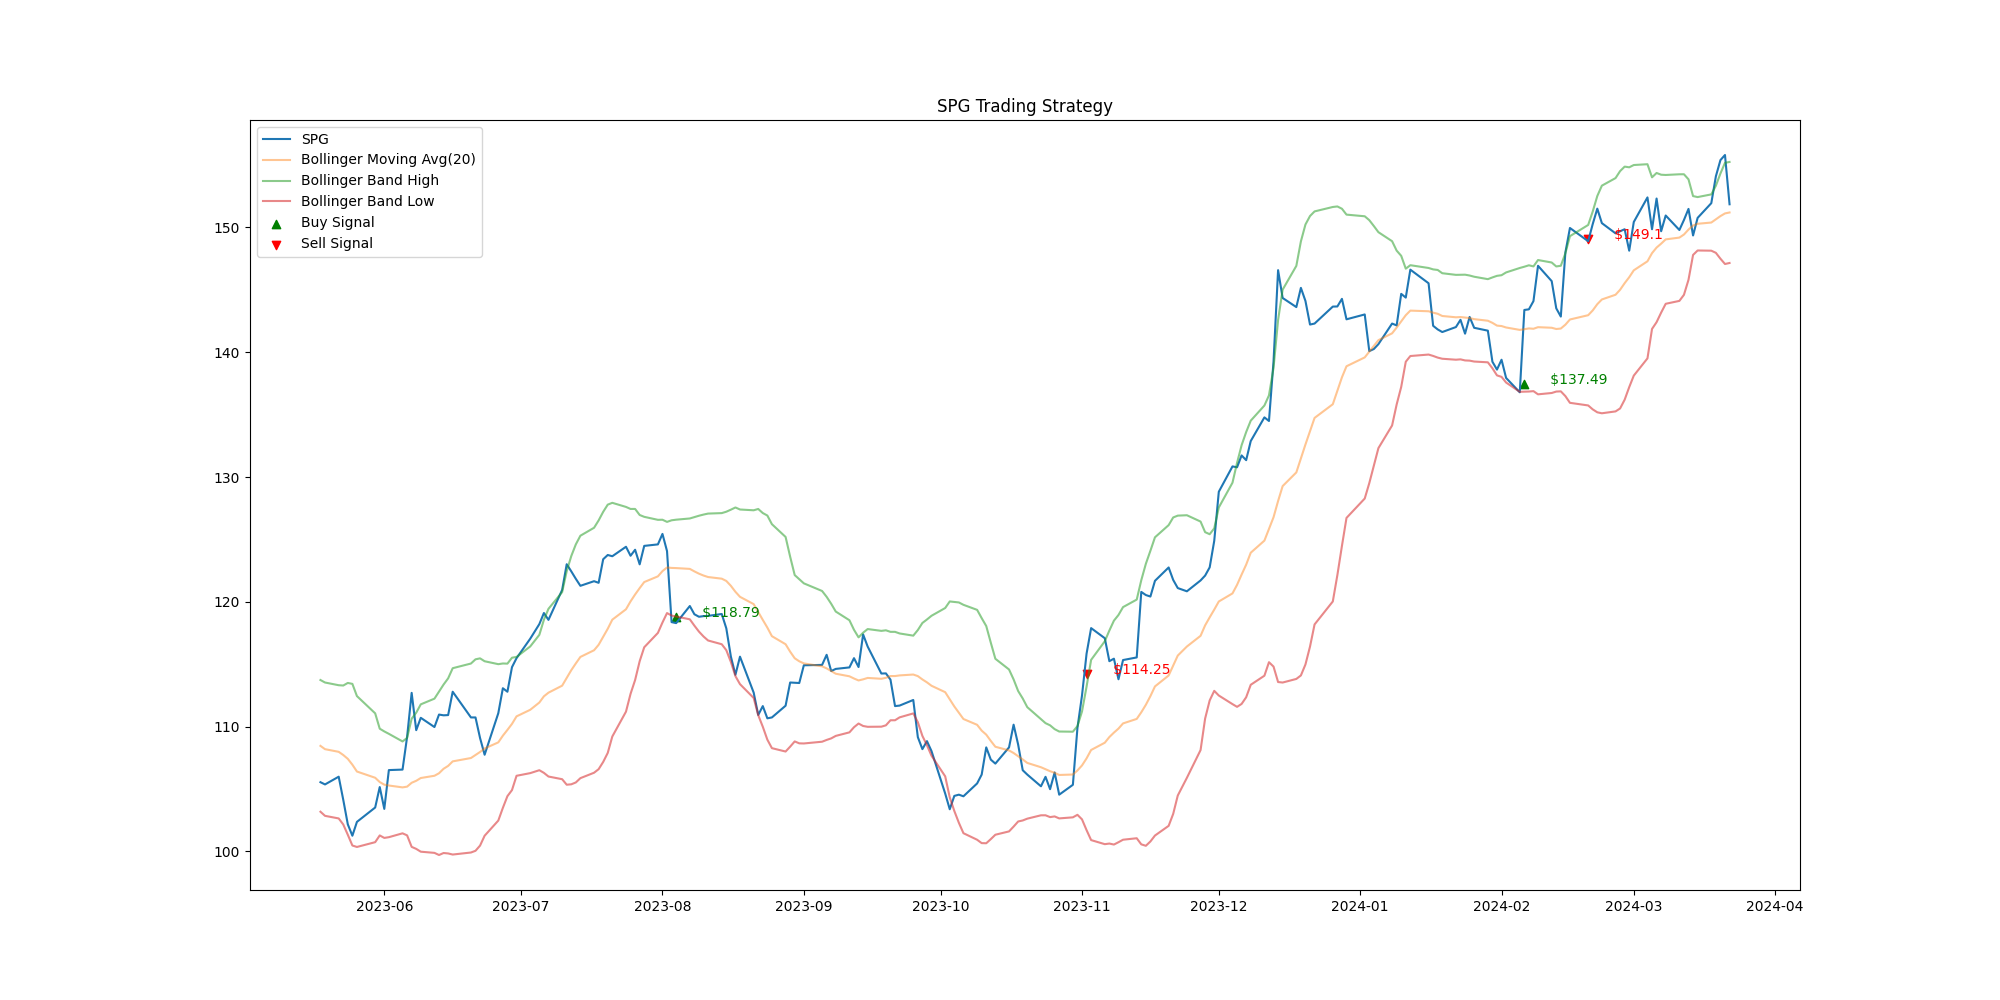 SPG Trading Strategy
SPG
Bollinger Moving Avg(20)
Bollinger Band High
Bollinger Band Low
Buy Signal
Sell Signal
150
140
130
120
110
100
$149.1
$137.49
$118.79
$114.25
2023-06 2023-07 2023-08 2023-09 2023-10 2023-11 2023-12 2024-01 2024-02 2024-03 2024-04